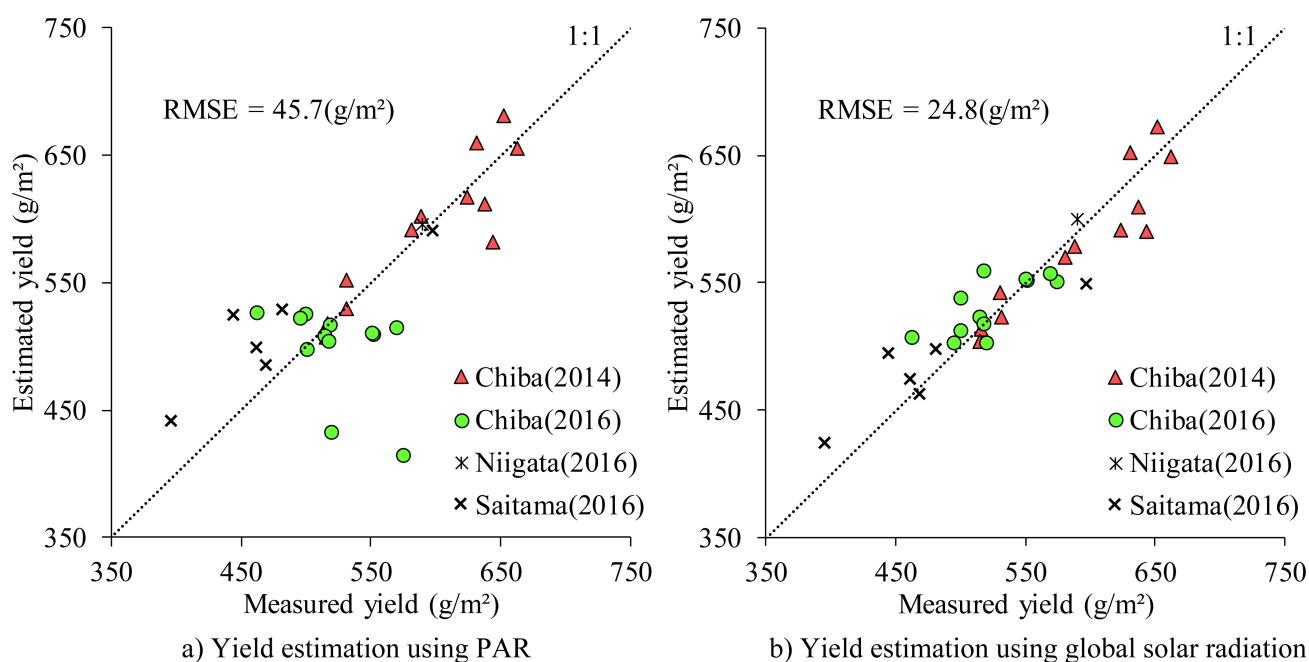 750
650
550
450
350
Estimated yield (g/m²)
1:1
RMSE = 45.7(g/m²)
Chiba(2014)
Chiba(2016)
Niigata(2016)
Saitama(2016)
350 450 550 650 750
Measured yield (g/m²)
a) Yield estimation using PAR
750
650
550
450
350
Estimated yield (g/m²)
1:1
RMSE = 24.8(g/m²)
Chiba(2014)
Chiba(2016)
Niigata(2016)
Saitama(2016)
350 450 550 650 750
Measured yield (g/m²)
b) Yield estimation using global solar radiation